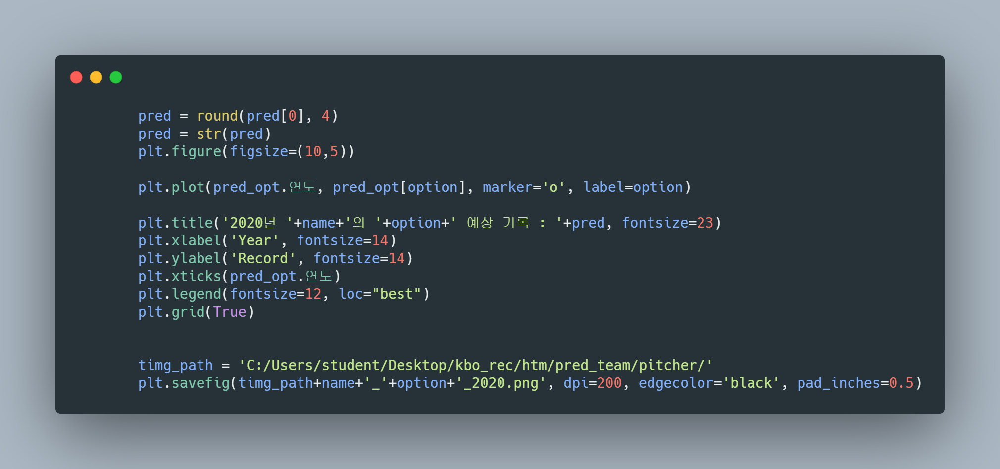 pred = round(pred[0], 4)
pred = str(pred)
plt.figure(figsize=(10,5))
plt.plot(pred_opt.연도, pred_opt[option], marker='o', label=option)
plt.title('2020년 '+name+'의 '+option+' 예상 기록 : '+pred, fontsize=23)
plt.xlabel('Year', fontsize=14)
plt.ylabel('Record', fontsize=14)
plt.xticks(pred_opt.연도)
plt.legend(fontsize=12, loc="best")
plt.grid(True)
timg_path = 'C:/Users/student/Desktop/kbo_rec/htm/pred_team/pitcher/'
plt.savefig(timg_path+name+'_'+option+'_2020.png', dpi=200, edgecolor='black', pad_inches=0.5)